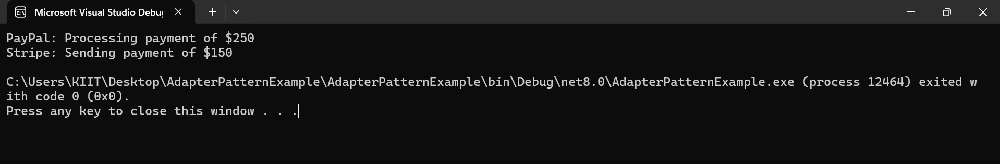 Microsoft Visual Studio Debu
PayPal: Processing payment of $250
Stripe: Sending payment of $150
C:\Users\KIIT\Desktop\AdapterPatternExample\AdapterPatternExample\bin\Debug\net8.0\AdapterPatternExample.exe (process 12464) exited w
ith code 0 (0x0).
Press any key to close this window . . .